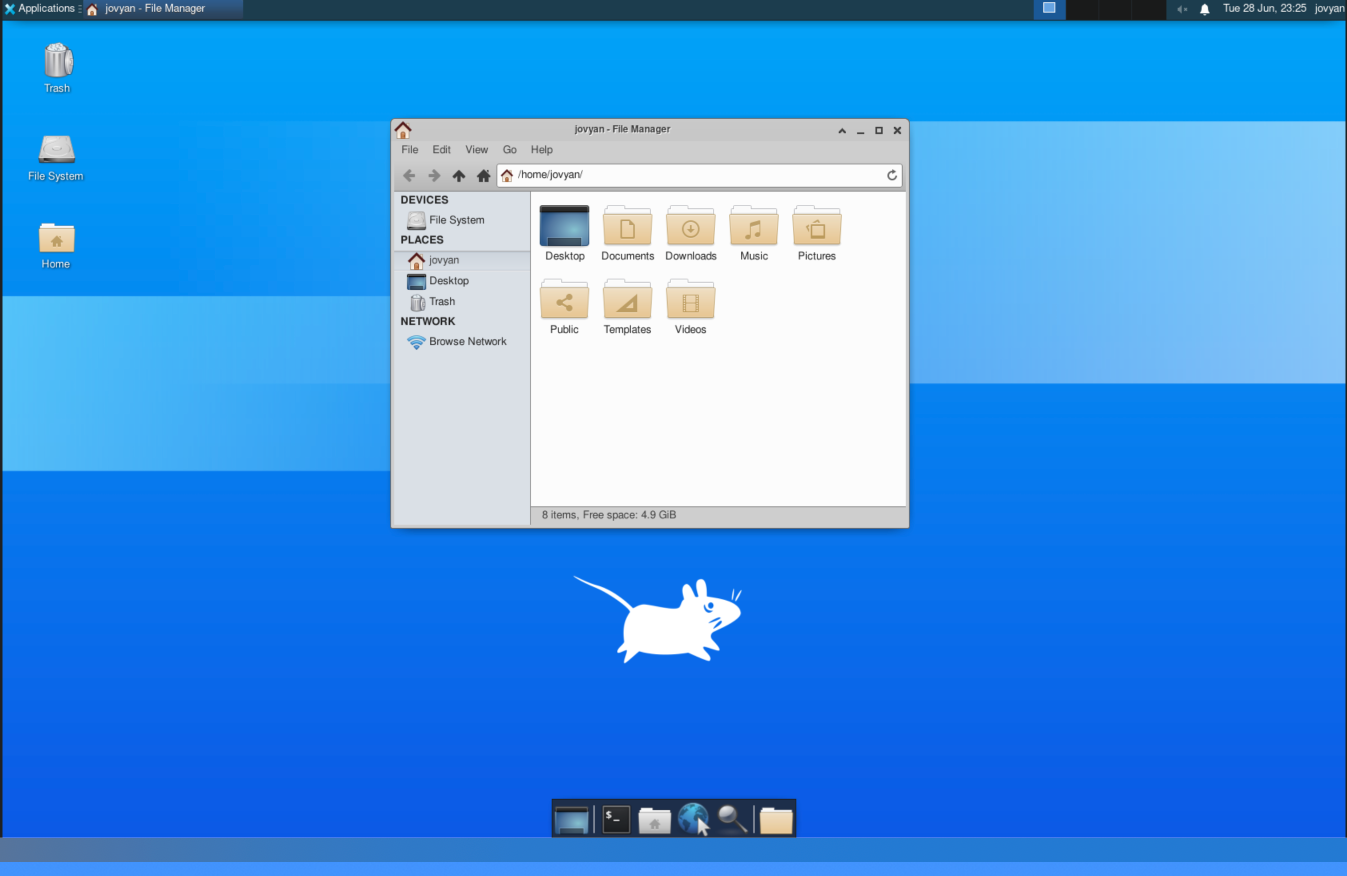 Applications
jovyan - File Manager
Tue 28 Jun, 23:25 jovyan
Trash
File System
Home
jovyan - File Manager
File Edit View Go Help
/home/jovyan/
DEVICES
File System
PLACES
jovyan
Desktop
Trash
NETWORK
Browse Network
Desktop Documents Downloads Music Pictures
Public Templates Videos
8 items, Free space: 4.9 GiB
$_